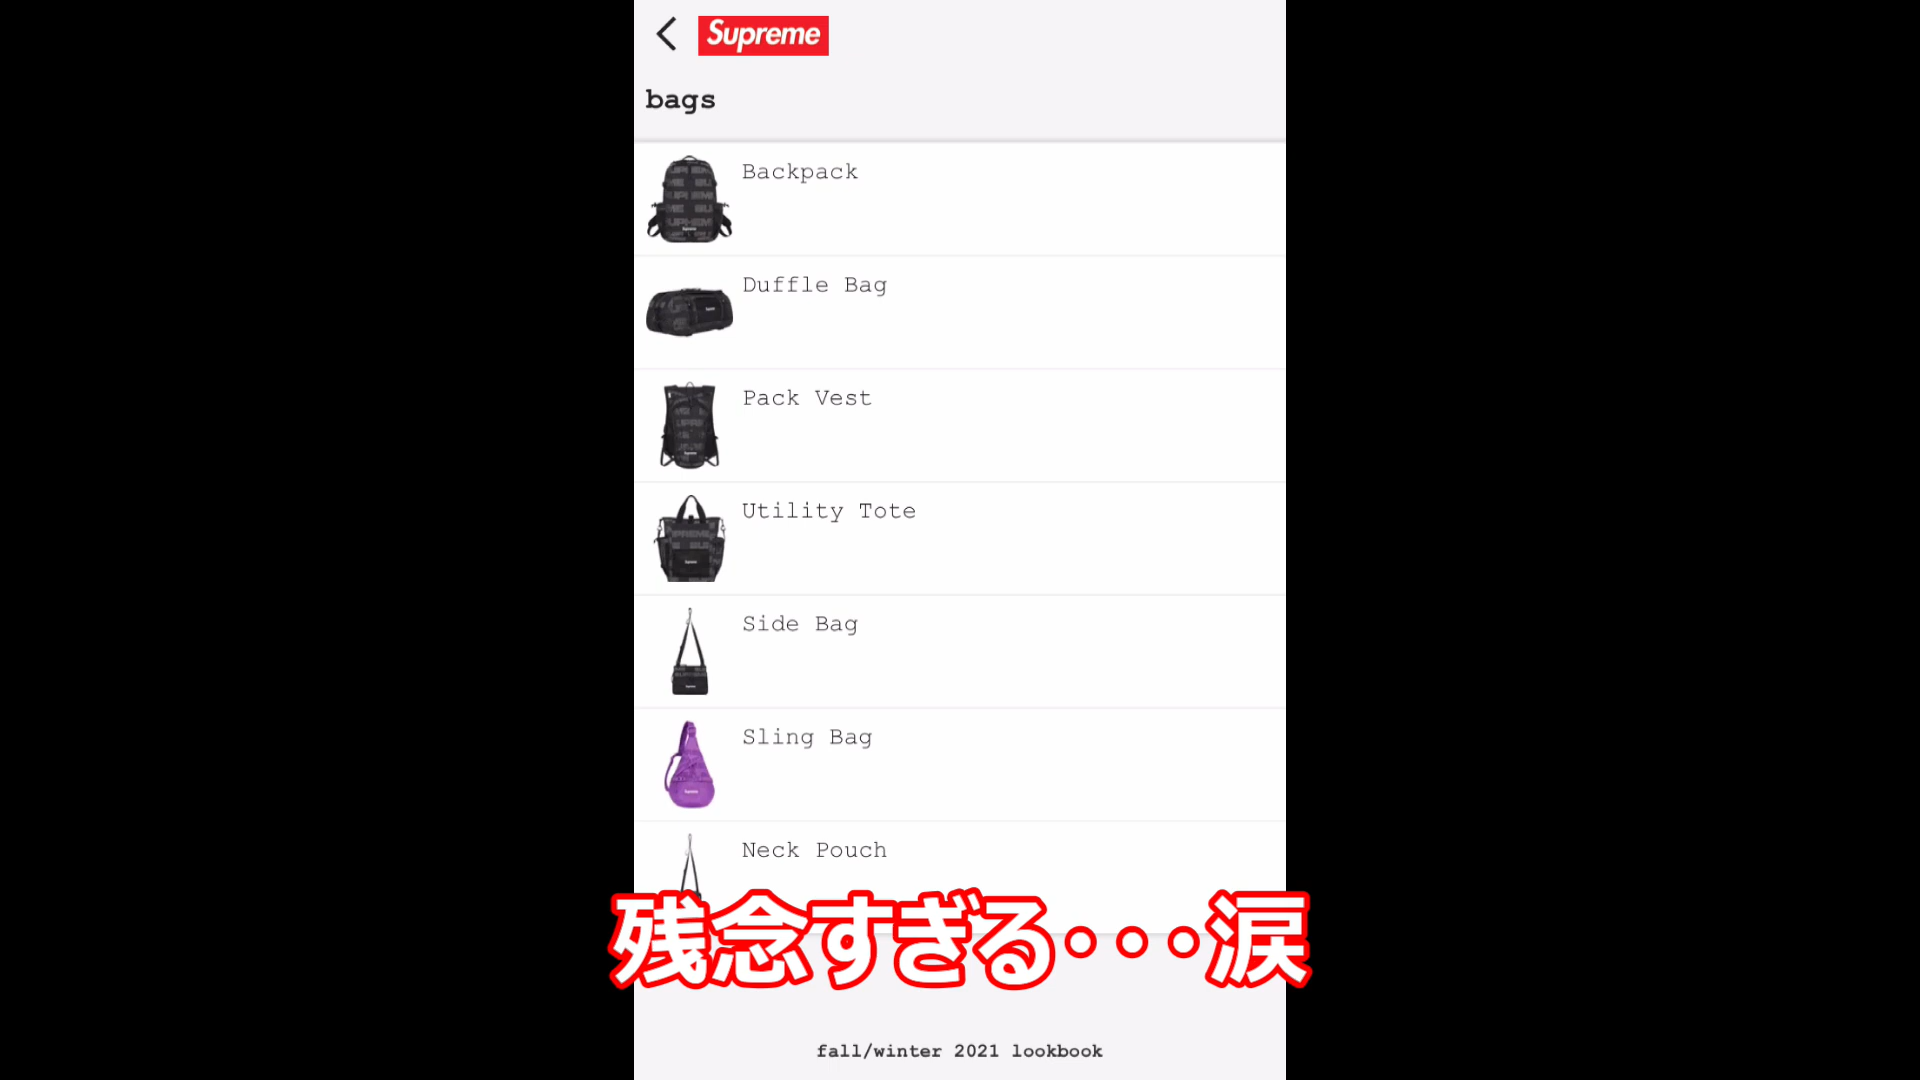 Supreme
bags
Backpack
Duffle Bag
Pack Vest
Utility Tote
Side Bag
Sling Bag
Neck Pouch
残念すぎる・・・涙
fall/winter 2021 lookbook